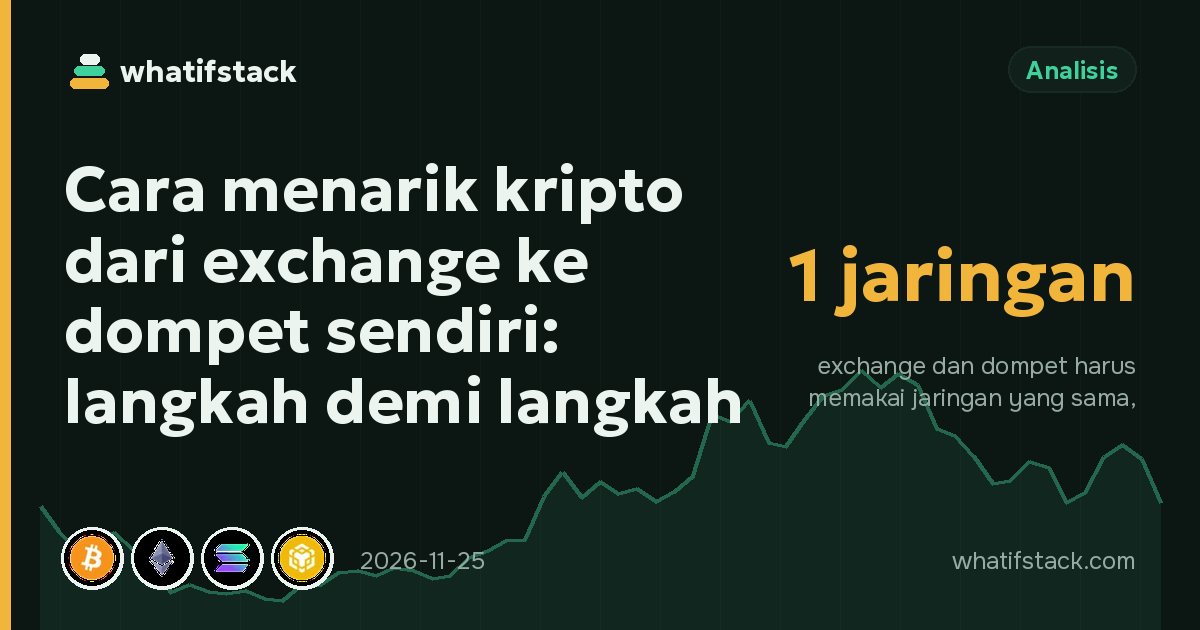 whatifstack
Analisis
Cara menarik kripto
dari exchange ke
dompet sendiri:
langkah demi langkah
1 jaringan
exchange dan dompet harus
memakai jaringan yang sama,
2026-11-25
whatifstack.com